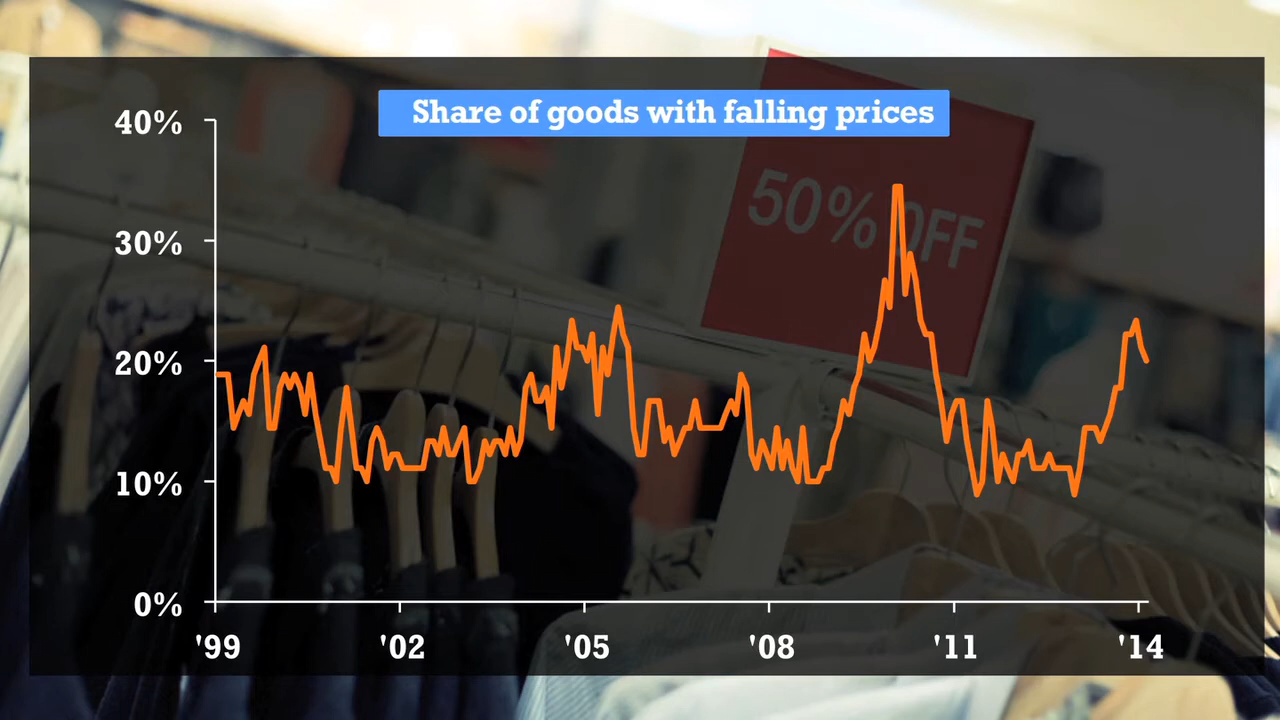 Share of goods with falling prices
40%
50% OFF
30%
20%
10%
0%
'99 '02 '05 '08 '11 '14